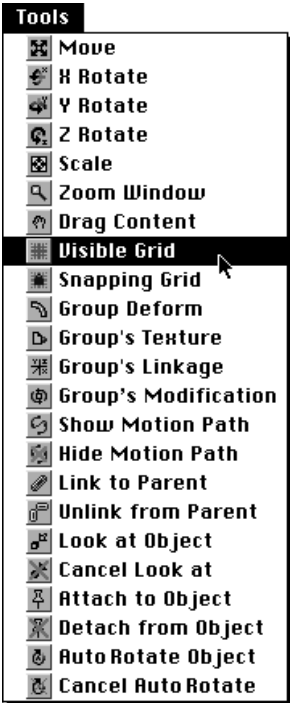 Tools
Move
X Rotate
Y Rotate
Z Rotate
Scale
Zoom Window
Drag Content
Visible Grid
Snapping Grid
Group Deform
Group's Texture
Group's Linkage
Group’s Modification
Show Motion Path
Hide Motion Path
Link to Parent
Unlink from Parent
Look at Object
Cancel Look at
Attach to Object
Detach from Object
Auto Rotate Object
Cancel Auto Rotate